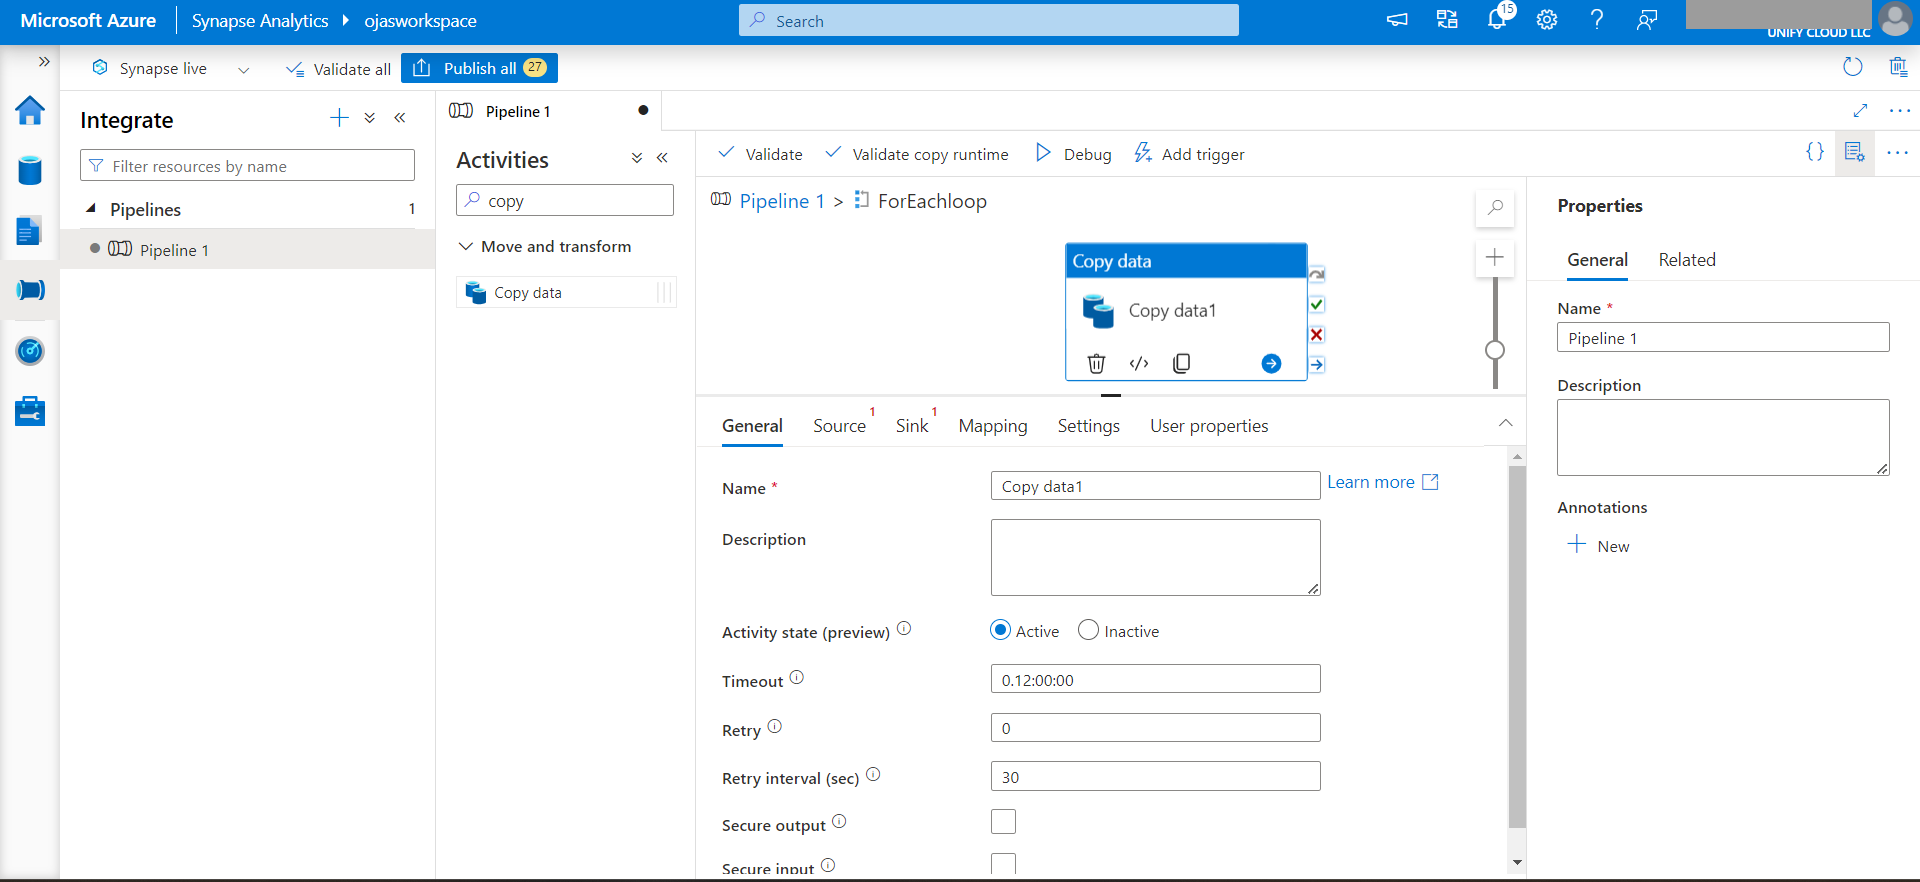 Microsoft Azure Synapse Analytics ojasworkspace Search 15 UNIFY CLOUD LLC
Synapse live Validate all Publish all 27
Integrate
Filter resources by name
Pipelines 1
Pipeline 1
Pipeline 1
Activities
copy
Move and transform
Copy data
Validate Validate copy runtime Debug Add trigger {} ...
Pipeline 1 > ForEachloop
Copy data
Copy data1
</>
General Source 1 Sink 1 Mapping Settings User properties
Name * Copy data1 Learn more
Description
Activity state (preview) Active Inactive
Timeout 0.12:00:00
Retry 0
Retry interval (sec) 30
Secure output
Secure input
Properties
General Related
Name *
Pipeline 1
Description
Annotations
New